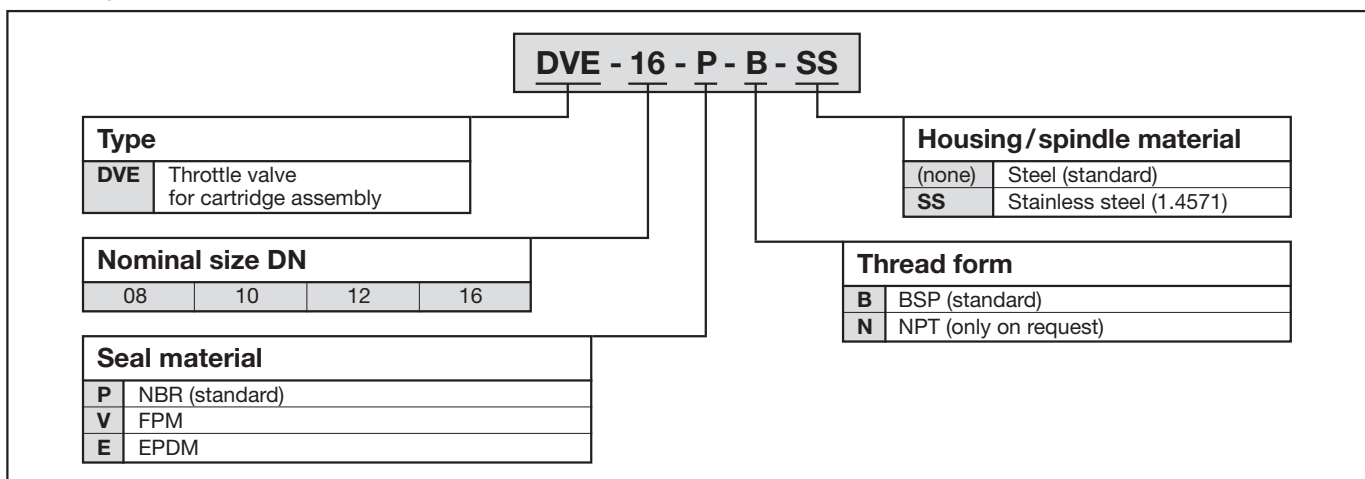 DVE - 16 - P - B - SS
Type
DVE Throttle valve
for cartridge assembly
Nominal size DN
08 10 12 16
Seal material
P NBR (standard)
V FPM
E EPDM
Housing/spindle material
(none) Steel (standard)
SS Stainless steel (1.4571)
Thread form
B BSP (standard)
N NPT (only on request)